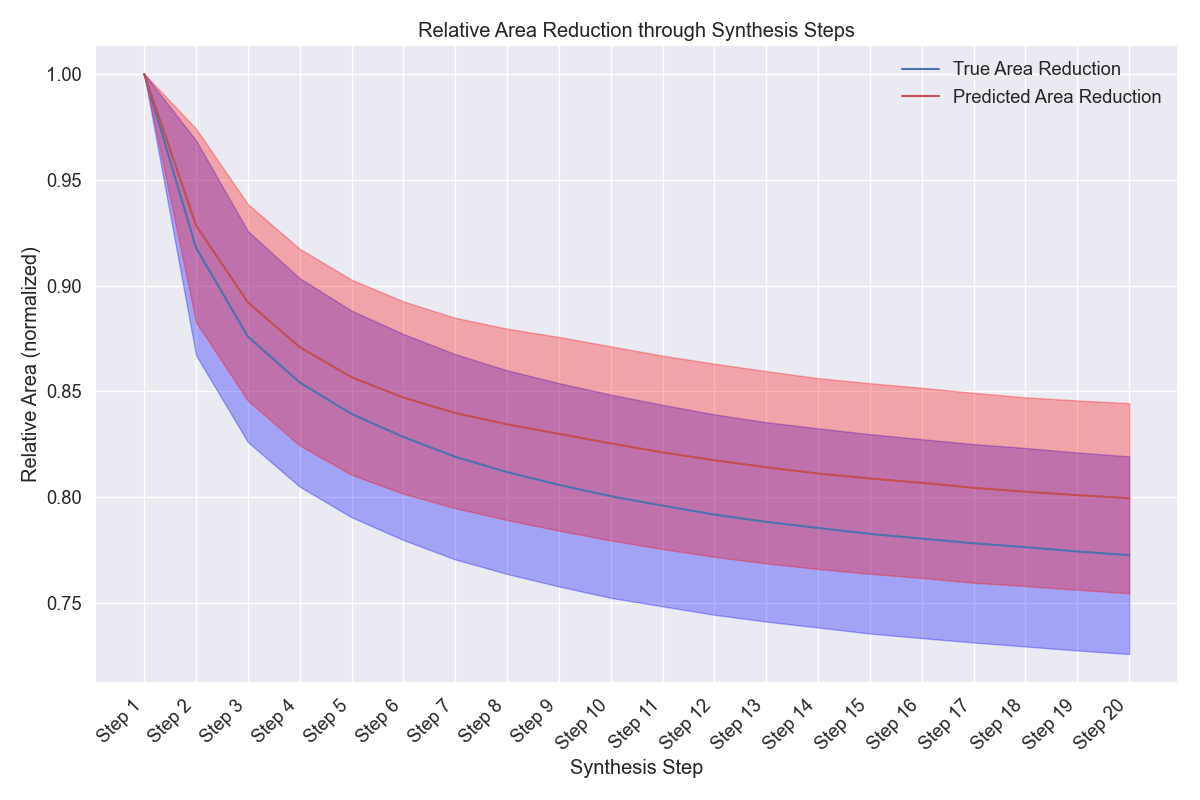 Relative Area Reduction through Synthesis Steps
True Area Reduction
Predicted Area Reduction
Relative Area (normalized)
1.00
0.95
0.90
0.85
0.80
0.75
Step 1
Step 2
Step 3
Step 4
Step 5
Step 6
Step 7
Step 8
Step 9
Step 10
Step 11
Step 12
Step 13
Step 14
Step 15
Step 16
Step 17
Step 18
Step 19
Step 20
Synthesis Step